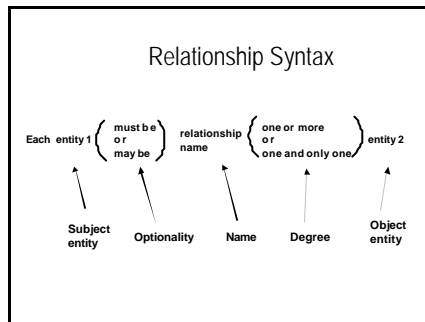 Relationship Syntax
Each entity 1 ( must be or may be ) relationship name ( one or more or one and only one ) entity 2
Subject entity
Optionality
Name
Degree
Object entity